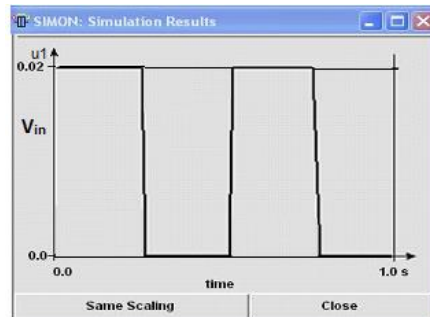 SIMON: Simulation Results
u1
0.02
Vin
0.0
0.0 1.0 s
time
Same Scaling Close